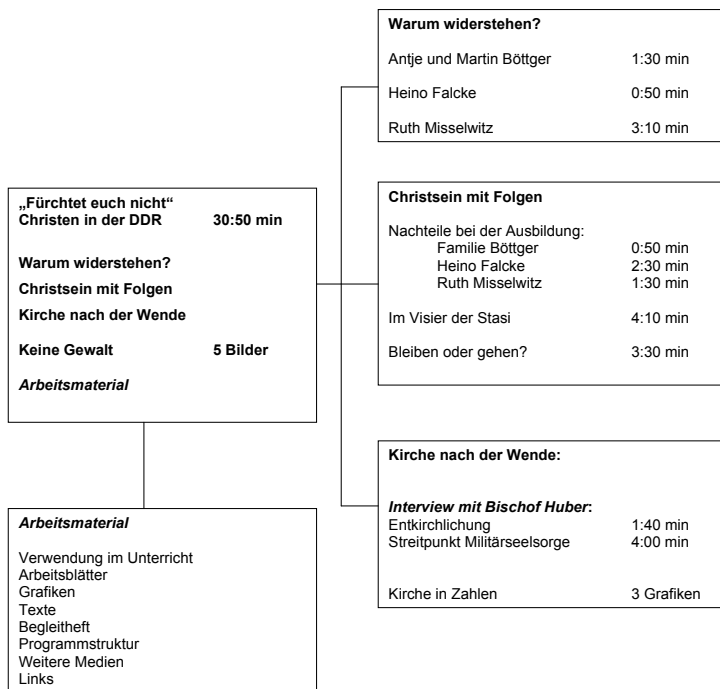 Warum widerstehen?
Antje und Martin Böttger 1:30 min
Heino Falcke 0:50 min
Ruth Misselwitz 3:10 min
„Fürchtet euch nicht“
Christen in der DDR 30:50 min
Warum widerstehen?
Christsein mit Folgen
Kirche nach der Wende
Keine Gewalt 5 Bilder
Arbeitsmaterial
Christsein mit Folgen
Nachteile bei der Ausbildung:
Familie Böttger 0:50 min
Heino Falcke 2:30 min
Ruth Misselwitz 1:30 min
Im Visier der Stasi 4:10 min
Bleiben oder gehen? 3:30 min
Kirche nach der Wende:
Interview mit Bischof Huber:
Entkirchlichung 1:40 min
Streitpunkt Militärseelsorge 4:00 min
Kirche in Zahlen 3 Grafiken
Arbeitsmaterial
Verwendung im Unterricht
Arbeitsblätter
Grafiken
Texte
Begleitheft
Programmstruktur
Weitere Medien
Links